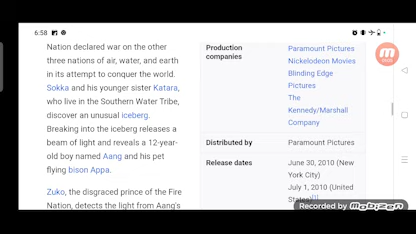 6:58
Nation declared war on the other
three nations of air, water, and earth
in its attempt to conquer the world.
Sokka and his younger sister Katara,
who live in the Southern Water Tribe,
discover an unusual iceberg.
Breaking into the iceberg releases a
beam of light and reveals a 12-year-
old boy named Aang and his pet
flying bison Appa.
Zuko, the disgraced prince of the Fire
Nation, detects the light from Aang's
Production
companies
Paramount Pictures
Nickelodeon Movies
Blinding Edge
Pictures
The
Kennedy/Marshall
Company
Distributed by
Paramount Pictures
Release dates
June 30, 2010 (New
York City)
July 1, 2010 (United
States)[1]
Recorded by Mobizen